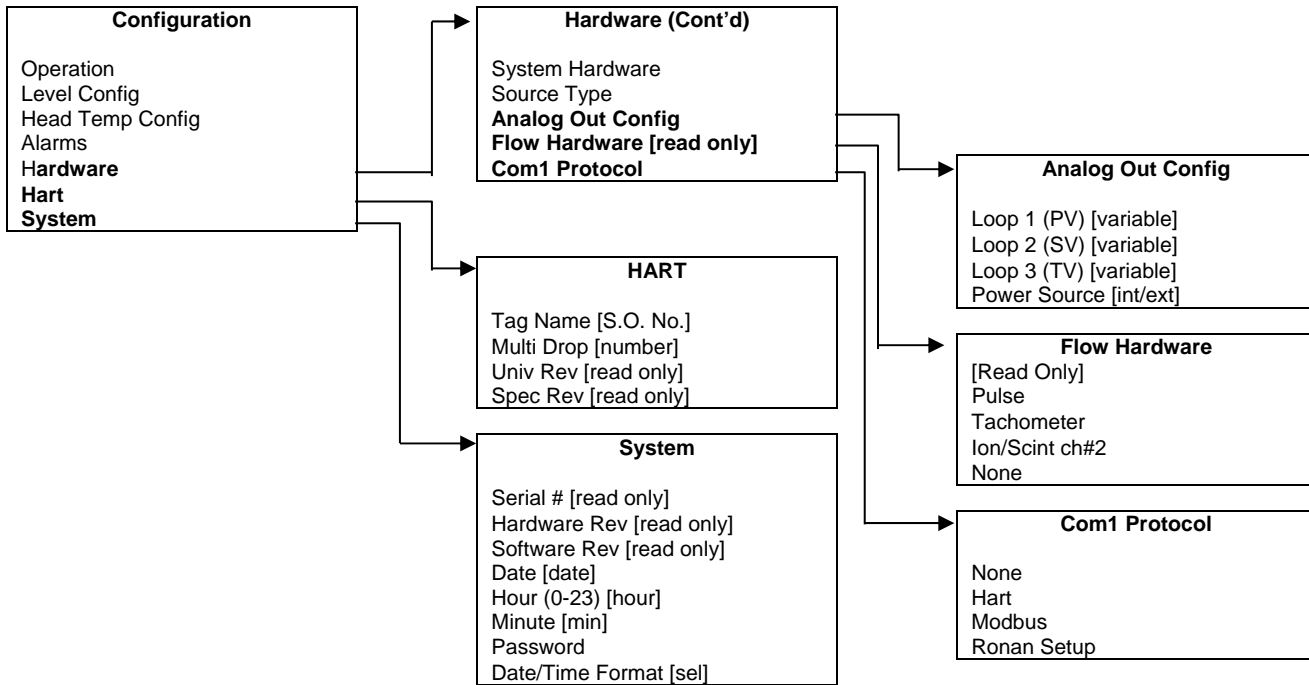 Configuration
Operation
Level Config
Head Temp Config
Alarms
Hardware
Hart
System
Hardware (Cont’d)
System Hardware
Source Type
Analog Out Config
Flow Hardware [read only]
Com1 Protocol
HART
Tag Name [S.O. No.]
Multi Drop [number]
Univ Rev [read only]
Spec Rev [read only]
System
Serial # [read only]
Hardware Rev [read only]
Software Rev [read only]
Date [date]
Hour (0-23) [hour]
Minute [min]
Password
Date/Time Format [sel]
Analog Out Config
Loop 1 (PV) [variable]
Loop 2 (SV) [variable]
Loop 3 (TV) [variable]
Power Source [int/ext]
Flow Hardware
[Read Only]
Pulse
Tachometer
Ion/Scint ch#2
None
Com1 Protocol
None
Hart
Modbus
Ronan Setup